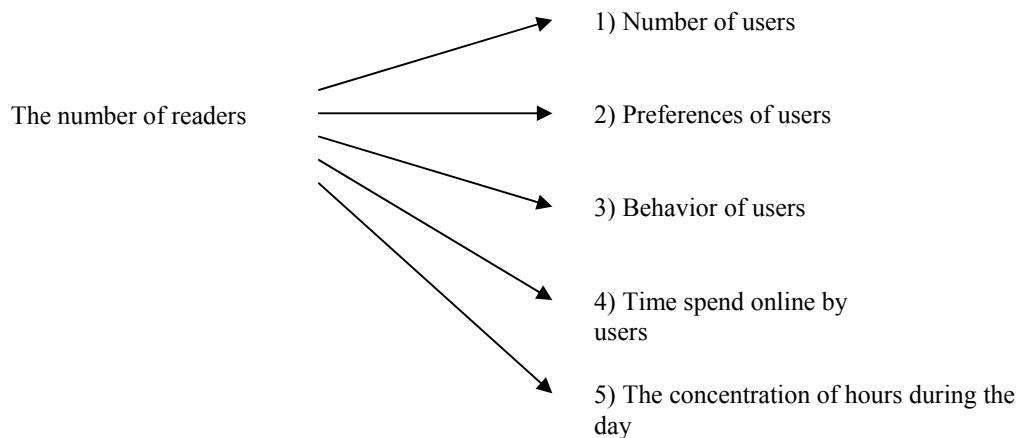 1) Number of users
The number of readers
2) Preferences of users
3) Behavior of users
4) Time spend online by
users
5) The concentration of hours during the
day